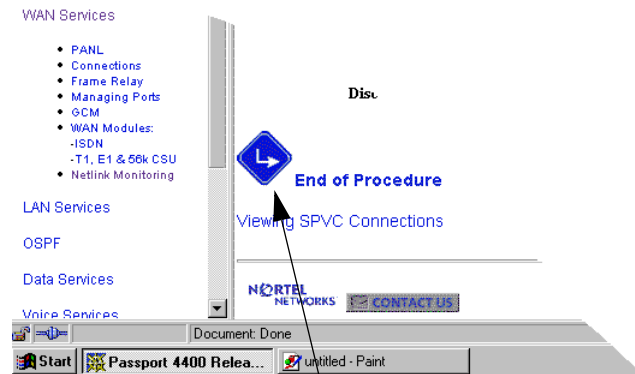 WAN Services
PANL
Connections
Frame Relay
Managing Ports
GCM
WAN Modules:
-ISDN
-T1, E1 & 56k CSU
Netlink Monitoring
LAN Services
OSPF
Data Services
Voice Services
End of Procedure
Viewing SPVC Connections
NORTEL
NETWORKS
CONTACT US
Document: Done
Start
Passport 4400 Relea...
untitled - Paint